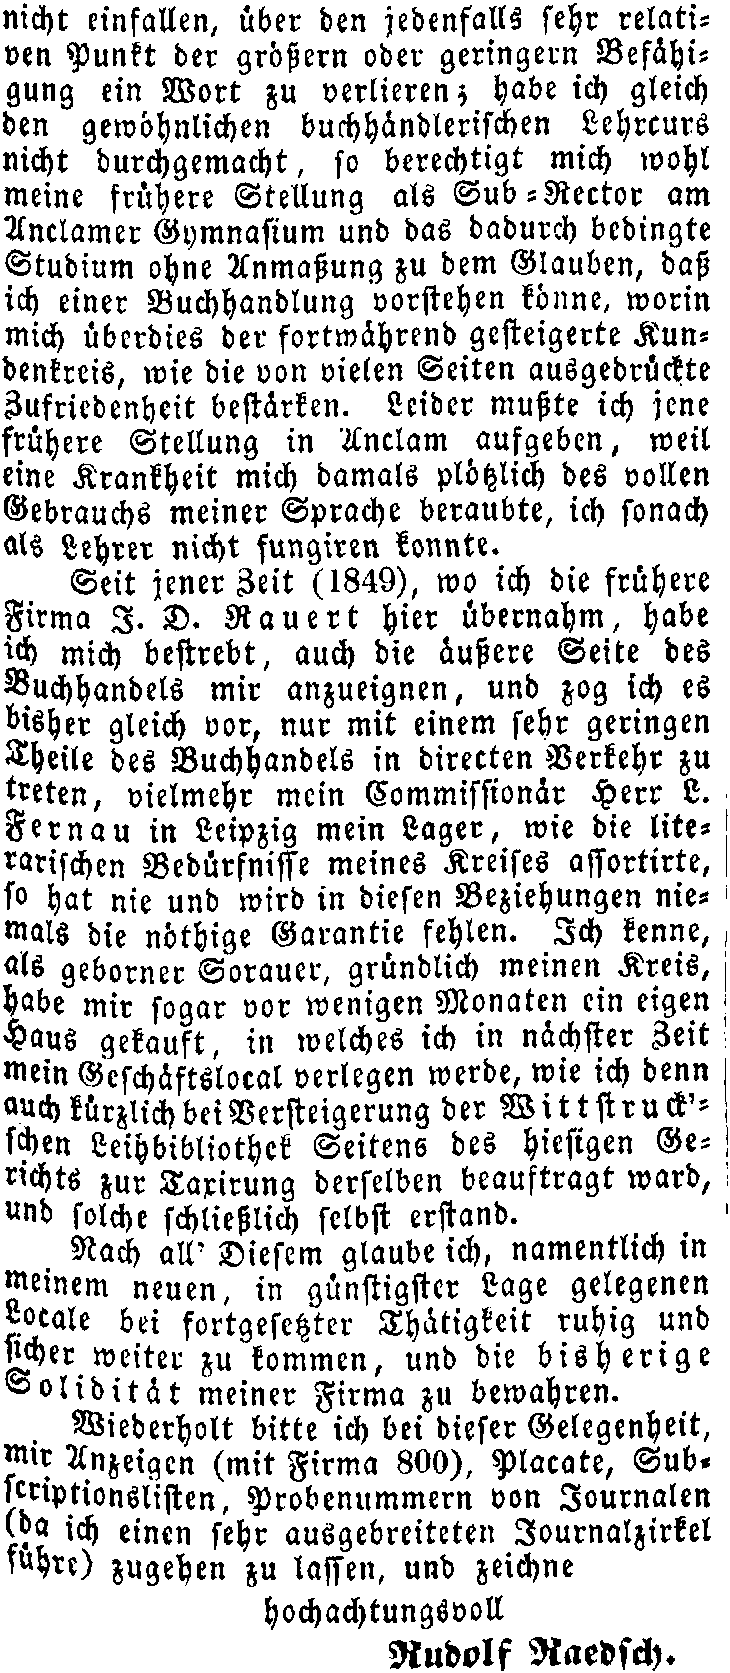 nicht einfallen, über den jedenfalls sehr relati-
ven Punkt der größern oder geringern Befähi-
gung ein Wort zu verlieren; habe ich gleich
den gewöhnlichen buchhändlerischen Lehrcurs
nicht durchgemacht, so berechtigt mich wohl
meine frühere Stellung als Sub-Rector am
Anclamer Gymnasium und das dadurch bedingte
Studium ohne Anmaßung zu dem Glauben, daß
ich einer Buchhandlung vorstehen könne, worin
mich überdies der fortwährend gesteigerte Kun-
denkreis, wie die von vielen Seiten ausgedrückte
Zufriedenheit bestärken. Leider mußte ich jene
frühere Stellung in Anclam aufgeben, weil
eine Krankheit mich damals plötzlich des vollen
Gebrauchs meiner Sprache beraubte, ich sonach
als Lehrer nicht fungiren konnte.
Seit jener Zeit (1849), wo ich die frühere
Firma J. D. Rauert hier übernahm, habe
ich mich bestrebt, auch die äußere Seite des
Buchhandels mir anzueignen, und zog ich es
bisher gleich vor, nur mit einem sehr geringen
Theile des Buchhandels in directen Verkehr zu
treten, vielmehr mein Commissionär Herr L.
Fernau in Leipzig mein Lager, wie die lite-
rarischen Bedürfnisse meines Kreises assortirte,
so hat nie und wird in diesen Beziehungen nie-
mals die nöthige Garantie fehlen. Ich kenne,
als geborner Sorauer, gründlich meinen Kreis,
habe mir sogar vor wenigen Monaten ein eigen
Haus gekauft, in welches ich in nächster Zeit
mein Geschäftslocal verlegen werde, wie ich denn
auch kürzlich bei Versteigerung der Wittstruck'-
schen Leihbibliothek Seitens des hiesigen Ge-
richts zur Taxirung derselben beauftragt ward,
und solche schließlich selbst erstand.
Nach all' Diesem glaube ich, namentlich in
meinem neuen, in günstigster Lage gelegenen
Locale bei fortgesetzter Thätigkeit ruhig und
sicher weiter zu kommen, und die bisherige
Solidität meiner Firma zu bewahren.
Wiederholt bitte ich bei dieser Gelegenheit,
mir Anzeigen (mit Firma 800), Placate, Sub-
scriptionslisten, Probenummern von Journalen
(da ich einen sehr ausgebreiteten Journalzirkel
führe) zugehen zu lassen, und zeichne
hochachtungsvoll
Rudolf Raedsch.